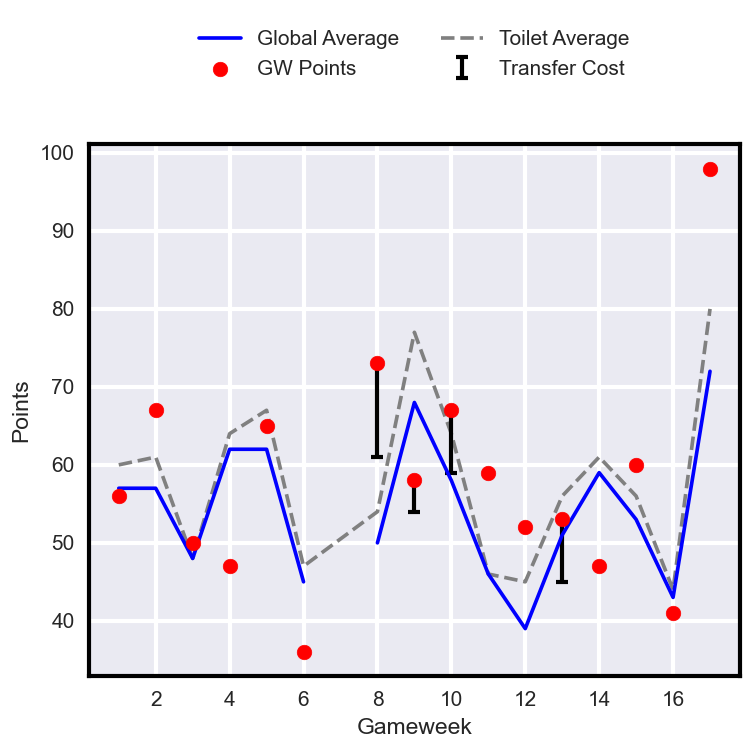 Global Average
GW Points
Toilet Average
Transfer Cost
100
90
80
70
60
50
40
Points
2 4 6 8 10 12 14 16
Gameweek